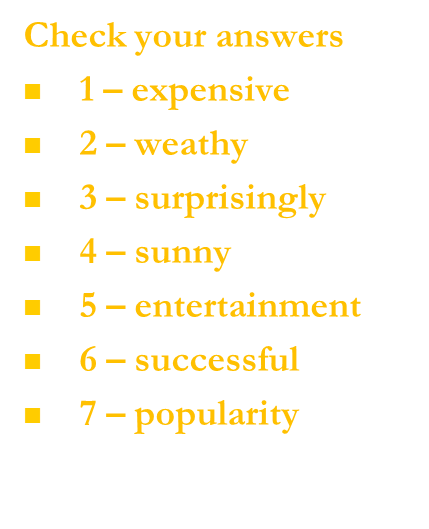 Check your answers
■ 1 – expensive
■ 2 – weathy
■ 3 – surprisingly
■ 4 – sunny
■ 5 – entertainment
■ 6 – successful
■ 7 – popularity